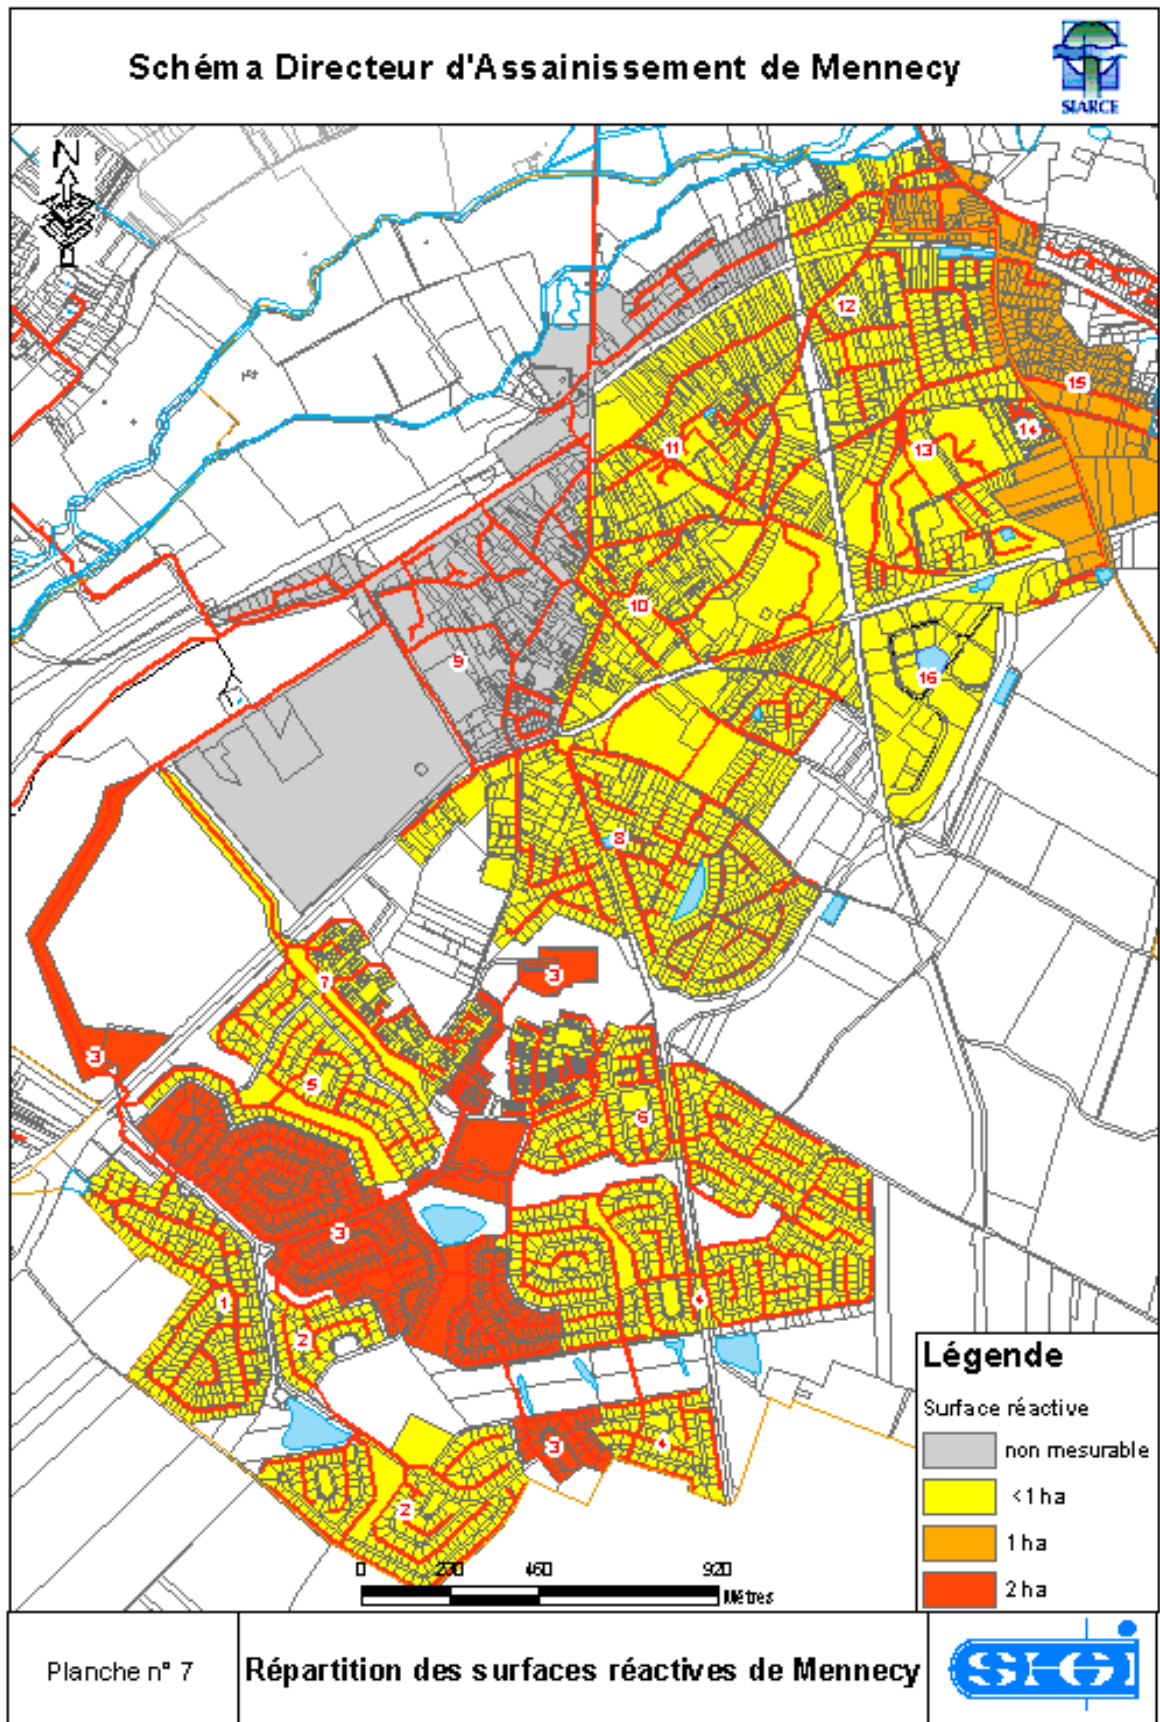 Schéma Directeur d'Assainissement de Mennecy
SIARCE
N
12
15
14
11
13
10
9
16
8
3
7
3
5
6
3
1
4
2
3
4
2
Légende
Surface réactive
non mesurable
<1 ha
1 ha
2 ha
0 230 460 920
Mètres
Planche n° 7
Répartition des surfaces réactives de Mennecy